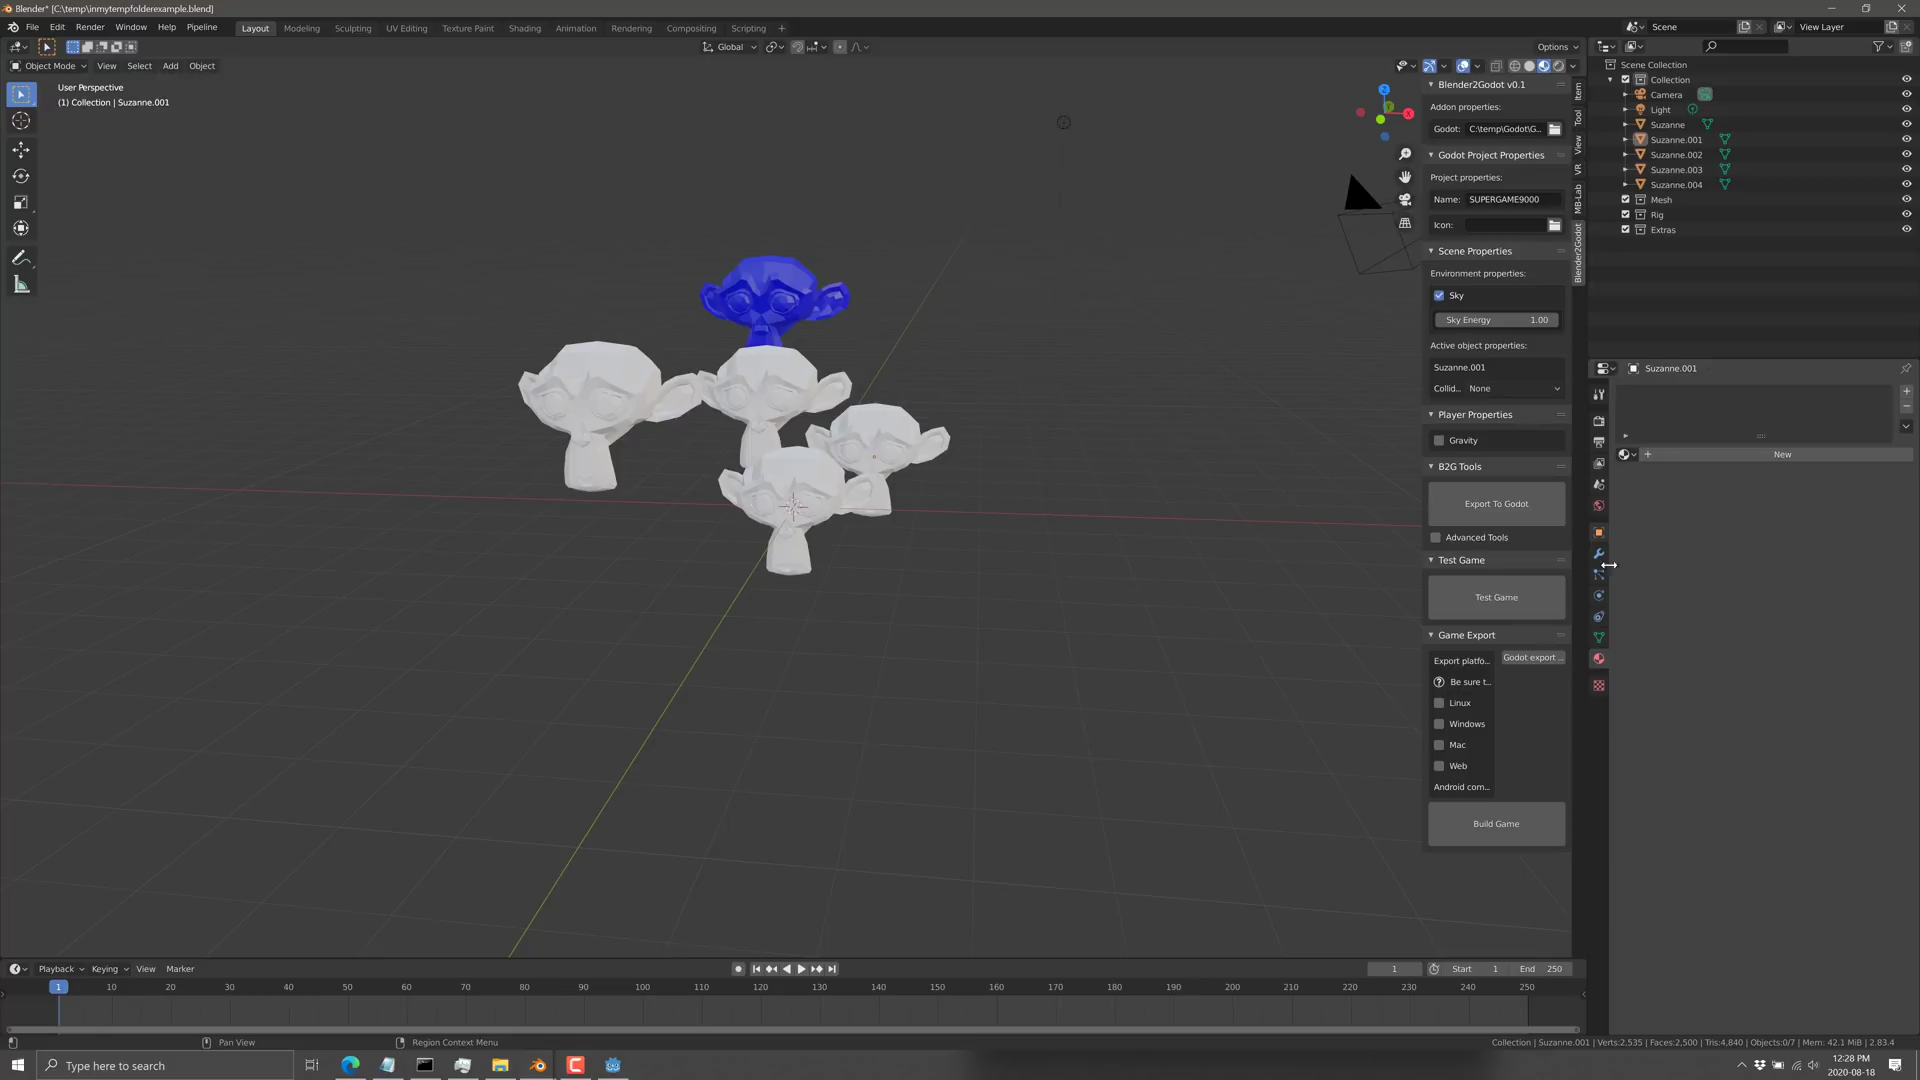 Blender* [C:\temp\inmytempfolderexample.blend]
File Edit Render Window Help Pipeline Layout Modeling Sculpting UV Editing Texture Paint Shading Animation Rendering Compositing Scripting +
Scene View Layer
Global Options
Object Mode View Select Add Object
User Perspective
(1) Collection | Suzanne.001
Z
Y
X
Blender2Godot v0.1
Addon properties:
Godot: C:\temp\Godot\G...
Godot Project Properties
Project properties:
Name: SUPERGAME9000
Icon:
Scene Properties
Environment properties:
Sky
Sky Energy 1.00
Active object properties:
Suzanne.001
Collid... None
Player Properties
Gravity
B2G Tools
Export To Godot
Advanced Tools
Test Game
Test Game
Game Export
Export platfo... Godot export ...
Be sure t...
Linux
Windows
Mac
Web
Android com...
Build Game
Item
Tool
View
VR
MB-Lab
Blender2Godot
Scene Collection
Collection
Camera
Light
Suzanne
Suzanne.001
Suzanne.002
Suzanne.003
Suzanne.004
Mesh
Rig
Extras
Suzanne.001
New
Playback Keying View Marker 1 Start 1 End 250
1 10 20 30 40 50 60 70 80 90 100 110 120 130 140 150 160 170 180 190 200 210 220 230 240 250
Pan View Region Context Menu Collection | Suzanne.001 | Verts:2,535 | Faces:2,500 | Tris:4,840 | Objects:0/7 | Mem: 42.1 MiB | 2.83.4
Type here to search
12:28 PM
2020-08-18